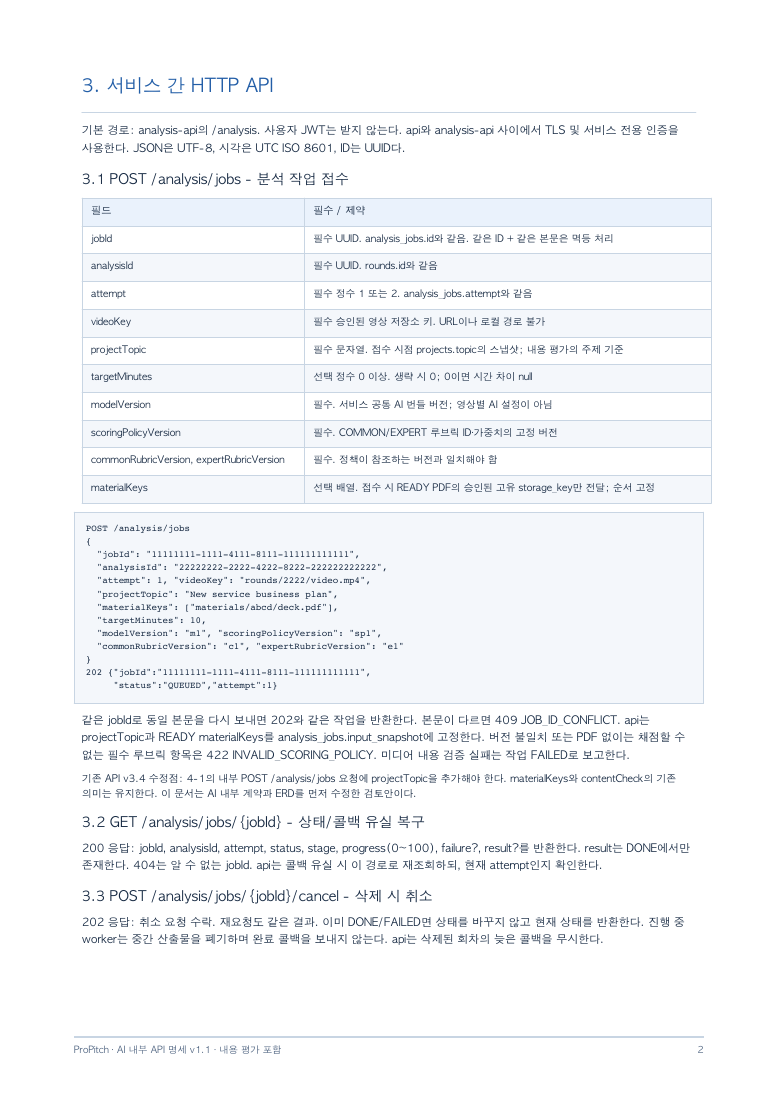 3. 서비스 간 HTTP API
기본 경로: analysis-api의 /analysis. 사용자 JWT는 받지 않는다. api와 analysis-api 사이에서 TLS 및 서비스 전용 인증을
사용한다. JSON은 UTF-8, 시각은 UTC ISO 8601, ID는 UUID다.
3.1 POST /analysis/jobs - 분석 작업 접수
필드 필수 / 제약
jobId 필수 UUID. analysis_jobs.id와 같음. 같은 ID + 같은 본문은 멱등 처리
analysisId 필수 UUID. rounds.id와 같음
attempt 필수 정수 1 또는 2. analysis_jobs.attempt와 같음
videoKey 필수 승인된 영상 저장소 키. URL이나 로컬 경로 불가
projectTopic 필수 문자열. 접수 시점 projects.topic의 스냅샷; 내용 평가의 주제 기준
targetMinutes 선택 정수 0 이상. 생략 시 0; 0이면 시간 차이 null
modelVersion 필수. 서비스 공통 AI 번들 버전; 영상별 AI 설정이 아님
scoringPolicyVersion 필수. COMMON/EXPERT 루브릭 ID·가중치의 고정 버전
commonRubricVersion, expertRubricVersion 필수. 정책이 참조하는 버전과 일치해야 함
materialKeys 선택 배열. 접수 시 READY PDF의 승인된 고유 storage_key만 전달; 순서 고정
POST /analysis/jobs
{
"jobId": "11111111-1111-4111-8111-111111111111",
"analysisId": "22222222-2222-4222-8222-222222222222",
"attempt": 1, "videoKey": "rounds/2222/video.mp4",
"projectTopic": "New service business plan",
"materialKeys": ["materials/abcd/deck.pdf"],
"targetMinutes": 10,
"modelVersion": "m1", "scoringPolicyVersion": "sp1",
"commonRubricVersion": "c1", "expertRubricVersion": "e1"
}
202 {"jobId":"11111111-1111-4111-8111-111111111111",
"status":"QUEUED","attempt":1}
같은 jobId로 동일 본문을 다시 보내면 202와 같은 작업을 반환한다. 본문이 다르면 409 JOB_ID_CONFLICT. api는
projectTopic과 READY materialKeys를 analysis_jobs.input_snapshot에 고정한다. 버전 불일치 또는 PDF 없이는 채점할 수
없는 필수 루브릭 항목은 422 INVALID_SCORING_POLICY. 미디어 내용 검증 실패는 작업 FAILED로 보고한다.
기존 API v3.4 수정점: 4-1의 내부 POST /analysis/jobs 요청에 projectTopic을 추가해야 한다. materialKeys와 contentCheck의 기존
의미는 유지한다. 이 문서는 AI 내부 계약과 ERD를 먼저 수정한 검토안이다.
3.2 GET /analysis/jobs/{jobId} - 상태/콜백 유실 복구
200 응답: jobId, analysisId, attempt, status, stage, progress(0~100), failure?, result?를 반환한다. result는 DONE에서만
존재한다. 404는 알 수 없는 jobId. api는 콜백 유실 시 이 경로로 재조회하되, 현재 attempt인지 확인한다.
3.3 POST /analysis/jobs/{jobId}/cancel - 삭제 시 취소
202 응답: 취소 요청 수락. 재요청도 같은 결과. 이미 DONE/FAILED면 상태를 바꾸지 않고 현재 상태를 반환한다. 진행 중
worker는 중간 산출물을 폐기하며 완료 콜백을 보내지 않는다. api는 삭제된 회차의 늦은 콜백을 무시한다.
ProPitch · AI 내부 API 명세 v1.1 · 내용 평가 포함 2